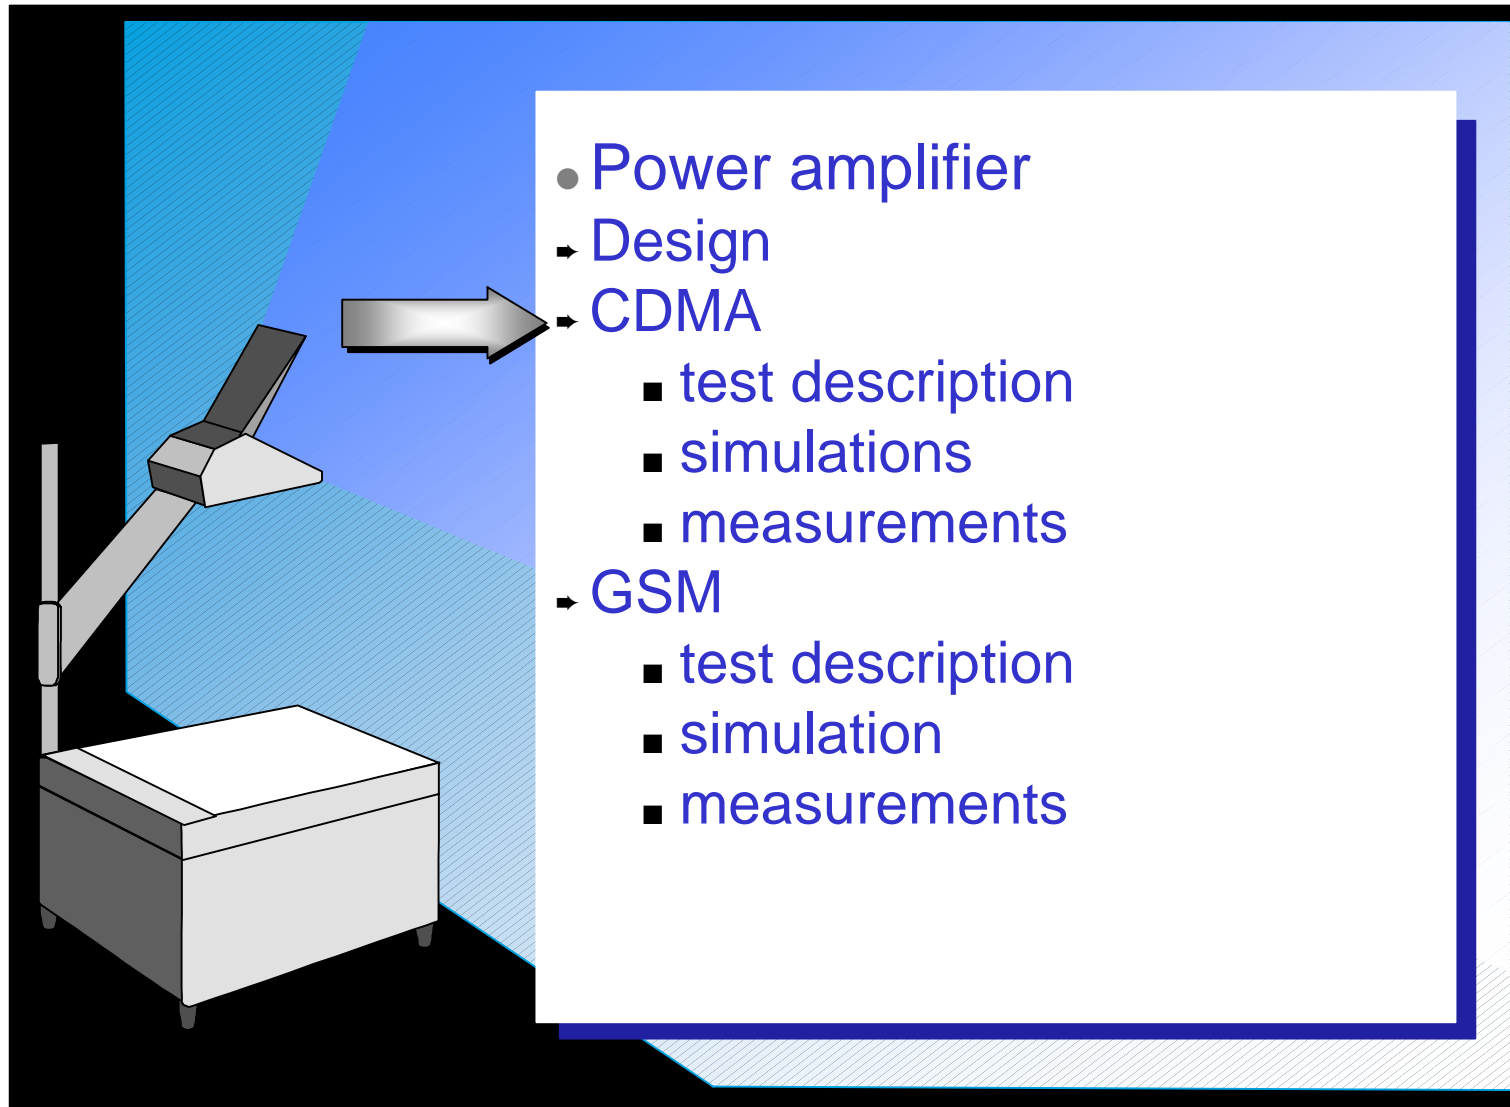 Power amplifier
Design
CDMA
test description
simulations
measurements
GSM
test description
simulation
measurements